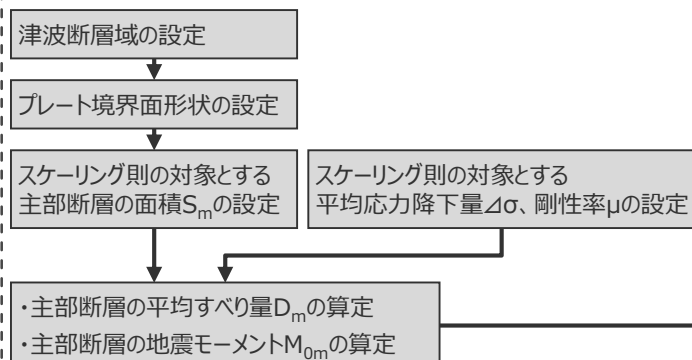 津波断層域の設定
プレート境界面形状の設定
スケーリング則の対象とする
主部断層の面積Smの設定
スケーリング則の対象とする
平均応力降下量⊿σ、剛性率μの設定
・主部断層の平均すべり量Dmの算定
・主部断層の地震モーメントM0mの算定